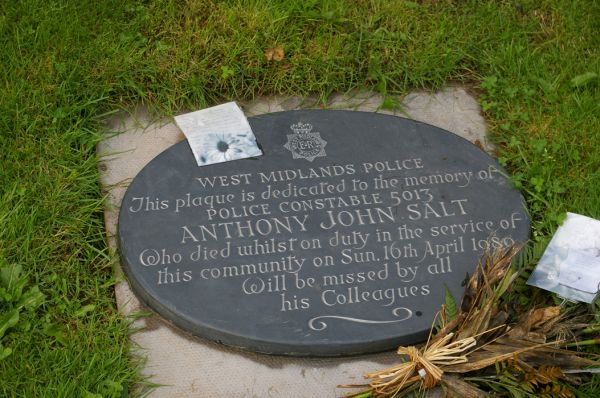 E R
WEST MIDLANDS POLICE
This plaque is dedicated to the memory of
POLICE CONSTABLE 5013
ANTHONY JOHN SALT
Who died whilst on duty in the service of
this community on Sun. 16th April 1989
Will be missed by all
his Colleagues